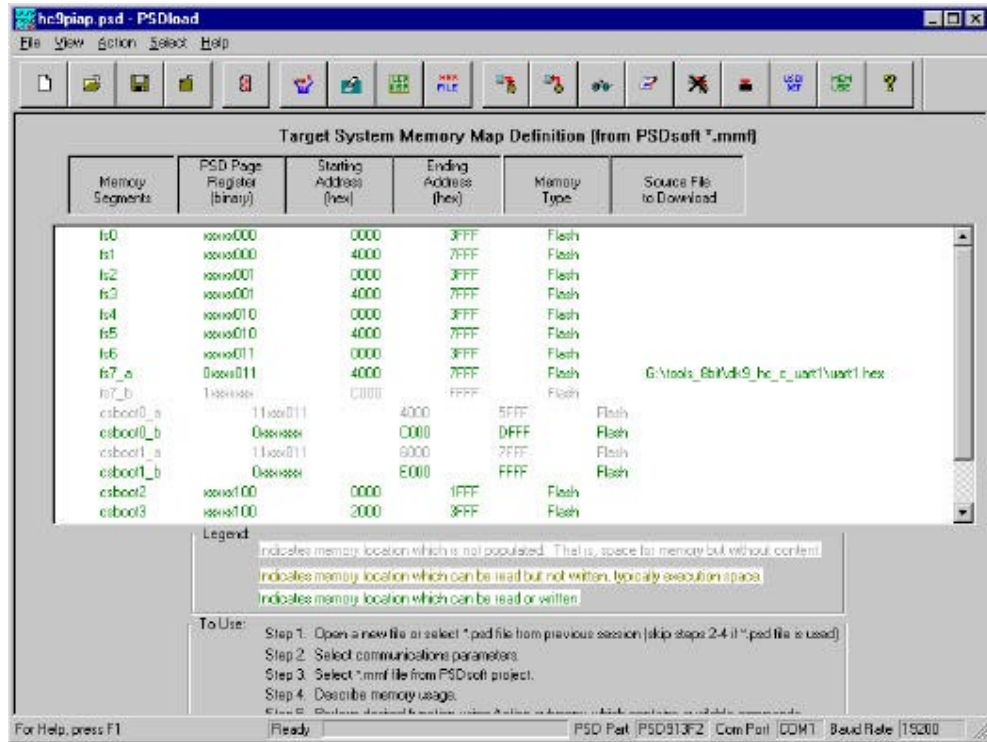 hc9piap.psd - PSDload
File View Action Select Help
HEX FILE
Target System Memory Map Definition (from PSDsoft *.mmf)
Memory Segments
PSD Page Register (binary)
Starting Address (hex)
Ending Address (hex)
Memory Type
Source File to Download
fs0 xxxxx000 0000 3FFF Flash
fs1 xxxxx000 4000 7FFF Flash
fs2 xxxxx001 0000 3FFF Flash
fs3 xxxxx001 4000 7FFF Flash
fs4 xxxxx010 0000 3FFF Flash
fs5 xxxxx010 4000 7FFF Flash
fs6 xxxxx011 0000 3FFF Flash
fs7_a 0xxxx011 4000 7FFF Flash G:\tools_8bit\dk9_hc_c_uart1\uart1.hex
fs7_b 1xxxxxxx C000 FFFF Flash
csboot0_a 11xxx011 4000 5FFF Flash
csboot0_b 0xxxxxxx C000 DFFF Flash
csboot1_a 11xxx011 6000 7FFF Flash
csboot1_b 0xxxxxxx E000 FFFF Flash
csboot2 xxxxx100 0000 1FFF Flash
csboot3 xxxxx100 2000 3FFF Flash
Legend:
Indicates memory location which is not populated. That is, space for memory but without content.
Indicates memory location which can be read but not written, typically execution space.
Indicates memory location which can be read or written.
To Use:
Step 1. Open a new file or select *.psd file from previous session (skip steps 2-4 if *.psd file is used)
Step 2. Select communications parameters.
Step 3. Select *.mmf file from PSDsoft project.
Step 4. Describe memory usage.
For Help, press F1 Ready PSD Part PSD913F2 Com Port COM1 Baud Rate 19200